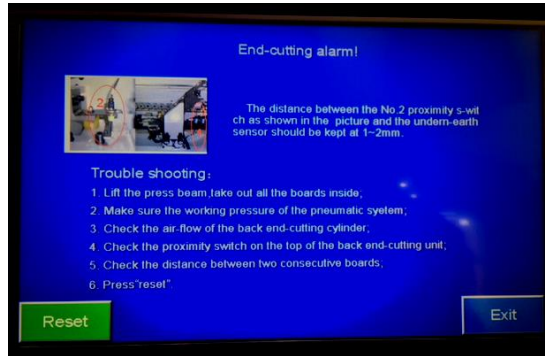 End-cutting alarm!
2
The distance between the No.2 proximity s-wit
ch as shown in the picture and the undern-earth
sensor should be kept at 1~2mm.
Trouble shooting:
1. Lift the press beam,take out all the boards inside;
2. Make sure the working pressure of the pneumatic syetem;
3. Check the air-flow of the back end-cutting cylinder;
4. Check the proximity switch on the top of the back end-cutting unit;
5. Check the distance between two consecutive boards;
6. Press"reset".
Reset
Exit